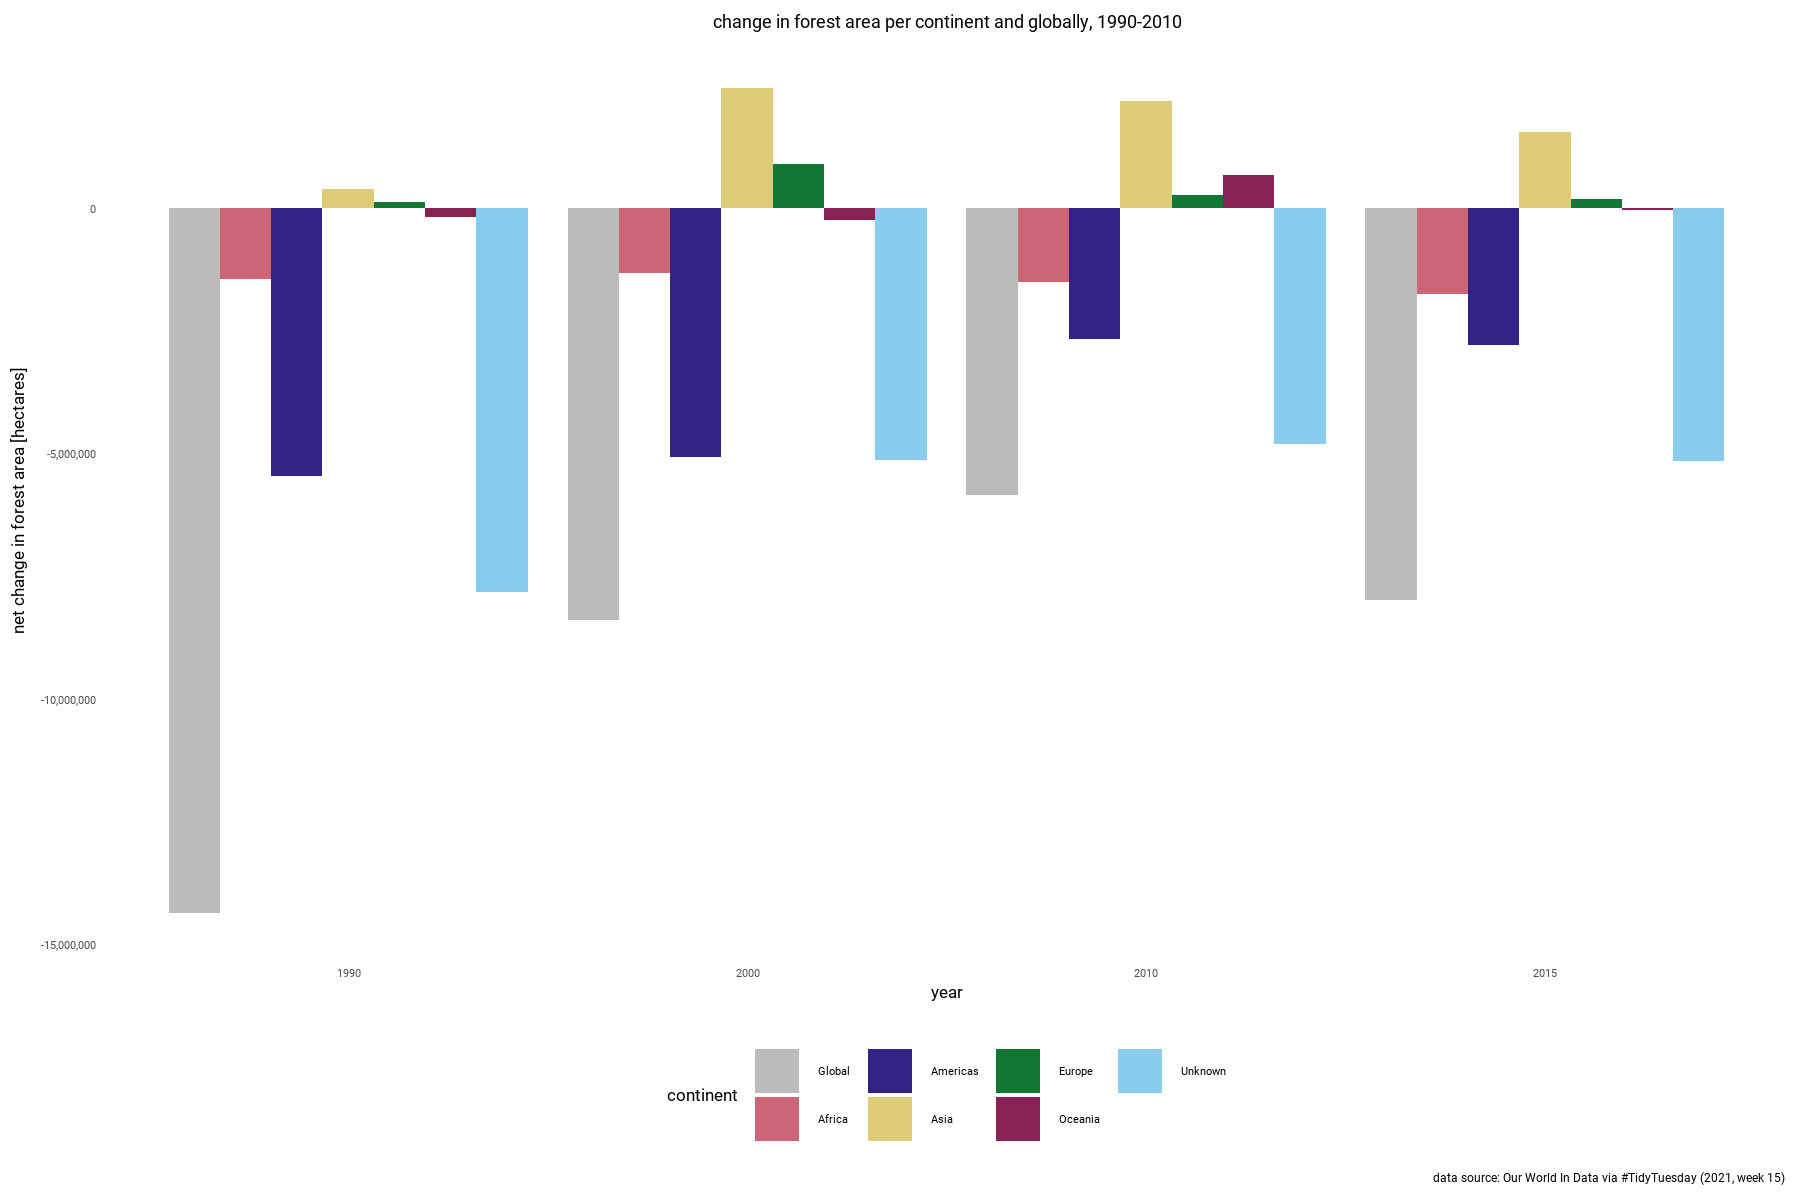 change in forest area per continent and globally, 1990-2010
net change in forest area [hectares]
0
-5,000,000
-10,000,000
-15,000,000
1990 2000 2010 2015
year
continent
Global Americas Europe Unknown
Africa Asia Oceania
data source: Our World In Data via #TidyTuesday (2021, week 15)